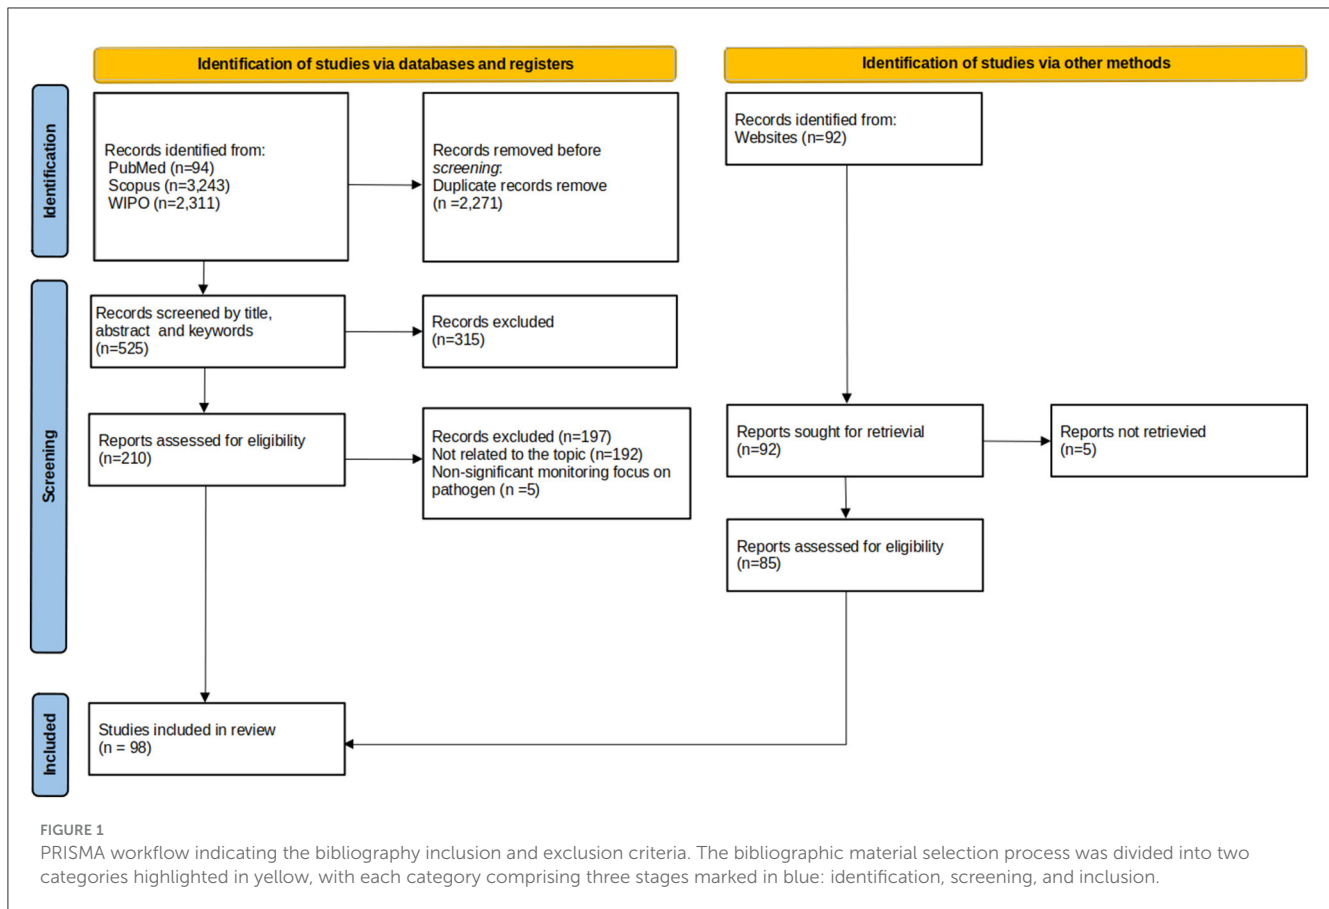 Identification of studies via databases and registers
Identification of studies via other methods
Identification
Records identified from:
PubMed (n=94)
Scopus (n=3,243)
WIPO (n=2,311)
Records removed before
screening:
Duplicate records remove
(n =2,271)
Records identified from:
Websites (n=92)
Screening
Records screened by title,
abstract and keywords
(n=525)
Records excluded
(n=315)
Reports assessed for eligibility
(n=210)
Records excluded (n=197)
Not related to the topic (n=192)
Non-significant monitoring focus on
pathogen (n =5)
Reports sought for retrievial
(n=92)
Reports not retrievied
(n=5)
Reports assessed for eligibility
(n=85)
Included
Studies included in review
(n = 98)
FIGURE 1
PRISMA workflow indicating the bibliography inclusion and exclusion criteria. The bibliographic material selection process was divided into two
categories highlighted in yellow, with each category comprising three stages marked in blue: identification, screening, and inclusion.